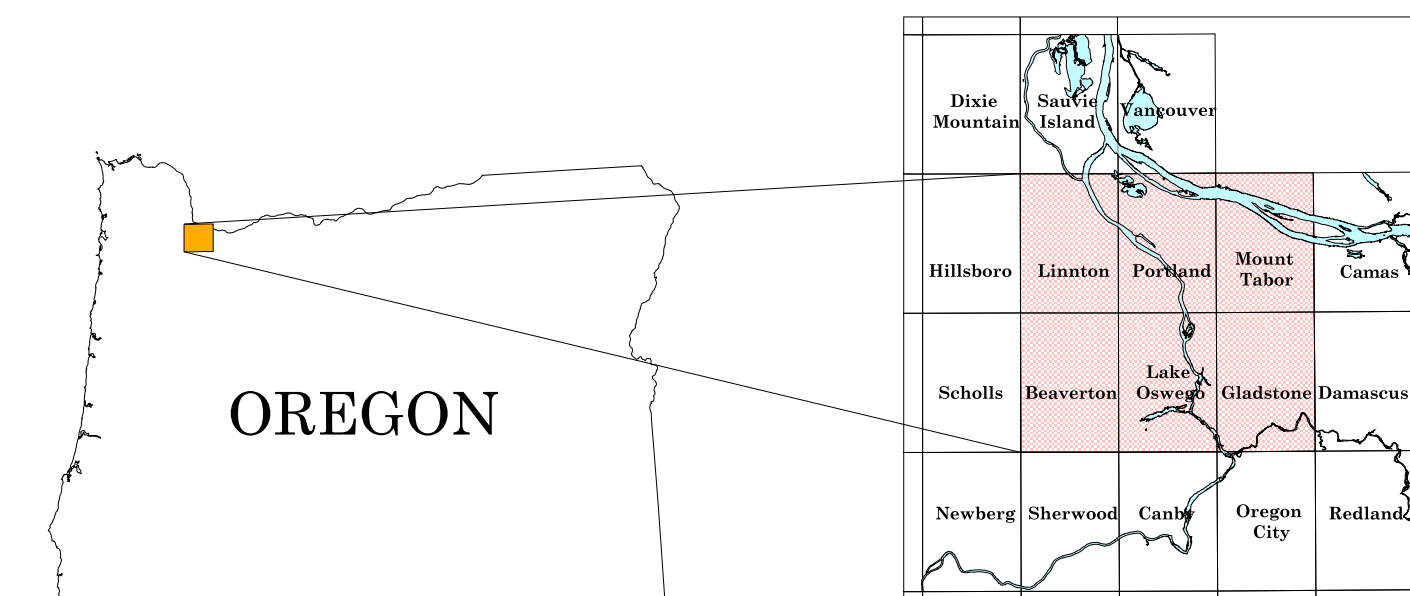 OREGON
Dixie
Mountain
Sauvie
Island
Vancouver
Hillsboro
Linnton
Portland
Mount
Tabor
Camas
Scholls
Beaverton
Lake
Oswego
Gladstone
Damascus
Newberg
Sherwood
Canby
Oregon
City
Redland